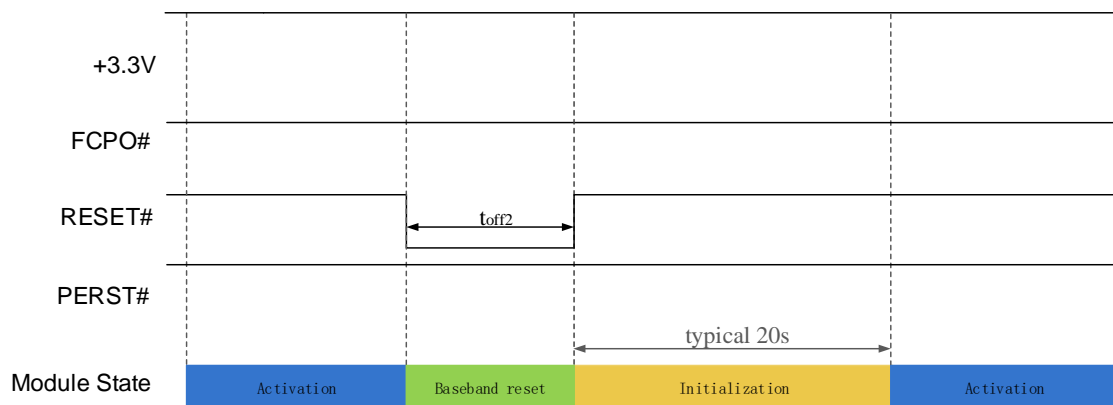 +3.3V
FCPO#
RESET#
toff2
PERST#
typical 20s
Module State
Activation
Baseband reset
Initialization
Activation